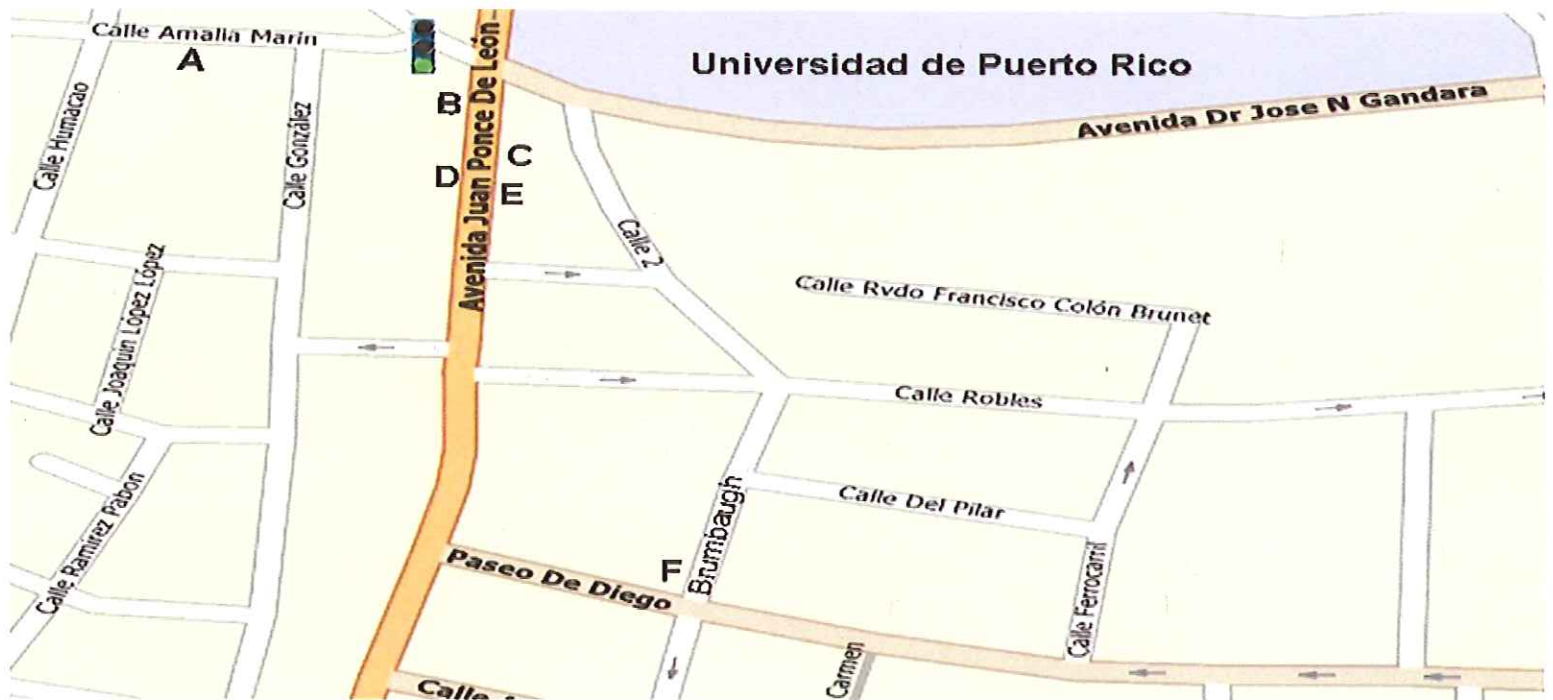 Calle Amalia Marin
A
Universidad de Puerto Rico
Avenida Dr Jose N Gandara
Avenida Juan Ponce De León
B
C
D
E
Calle Humacao
Calle González
Calle 2
Calle Joaquín López López
Calle Rvdo Francisco Colón Brunet
Calle Robles
Calle Ramírez Pabon
Calle Del Pilar
Brumbaugh
F
Paseo De Diego
Calle Ferrocarril
Carmen
Calle